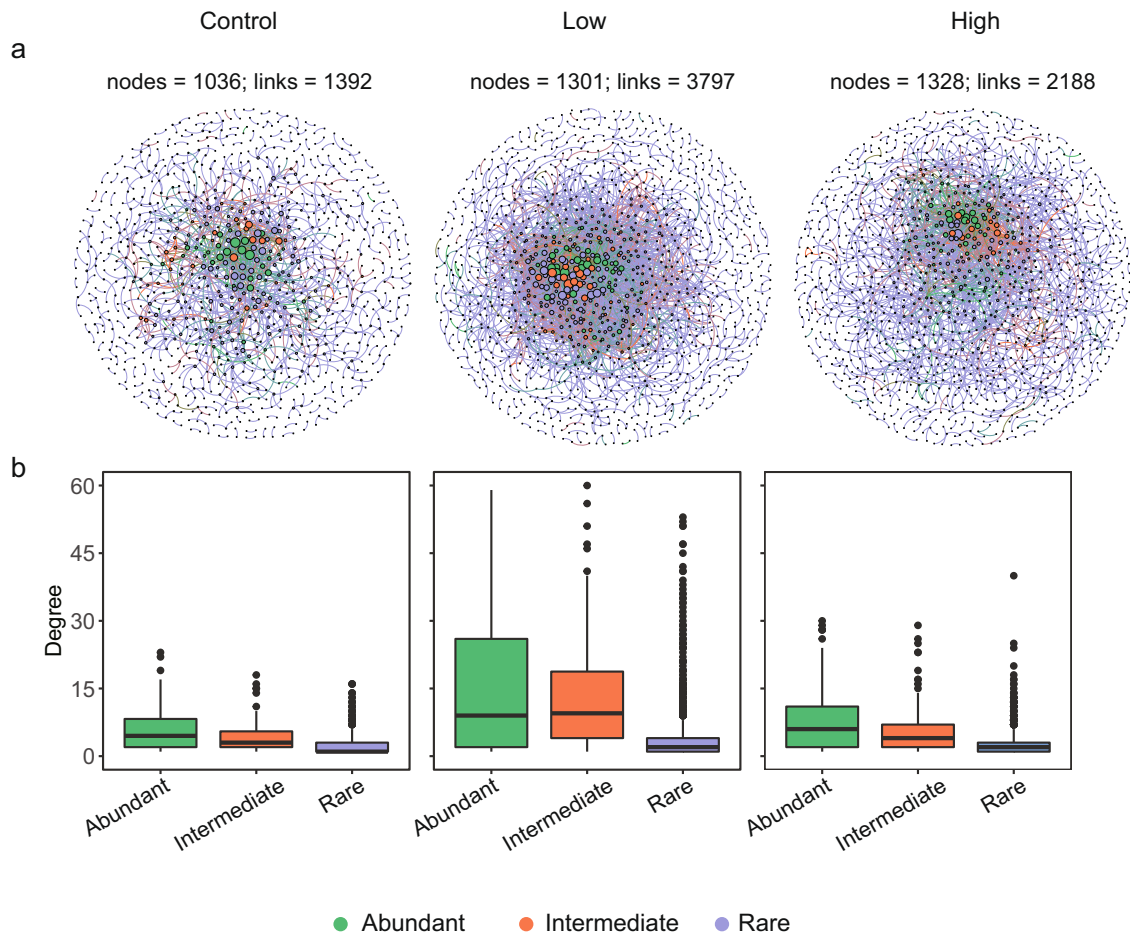 Control Low High
a
nodes = 1036; links = 1392 nodes = 1301; links = 3797 nodes = 1328; links = 2188
b
60
45
30
15
0
Degree
Abundant Intermediate Rare Abundant Intermediate Rare Abundant Intermediate Rare
Abundant Intermediate Rare